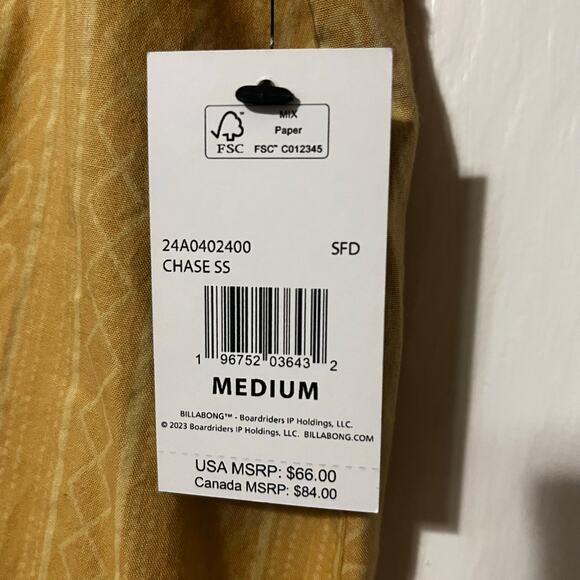 MIX
FSC™ Paper
FSC™ C012345
24A0402400 SFD
CHASE SS
1 96752 03643 2
MEDIUM
BILLABONG™ - Boardriders IP Holdings, LLC.
© 2023 Boardriders IP Holdings, LLC. BILLABONG.COM
USA MSRP: $66.00
Canada MSRP: $84.00